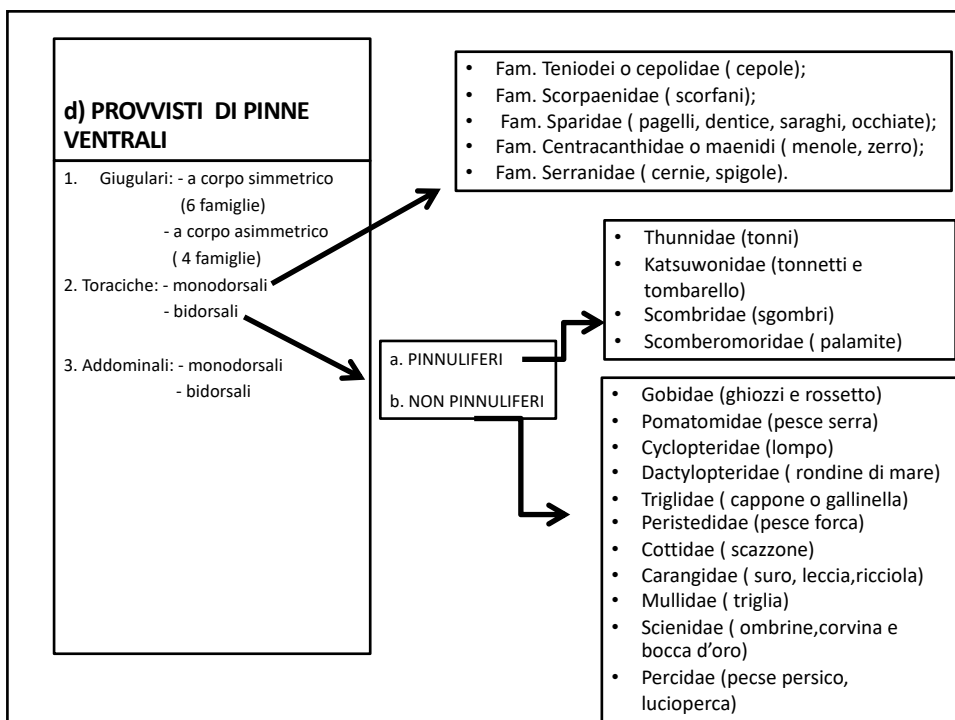 d) PROVVISTI DI PINNE
VENTRALI
1. Giugulari: - a corpo simmetrico
(6 famiglie)
- a corpo asimmetrico
( 4 famiglie)
2. Toraciche: - monodorsali
- bidorsali
3. Addominali: - monodorsali
- bidorsali
• Fam. Teniodei o cepolidae ( cepole);
• Fam. Scorpaenidae ( scorfani);
• Fam. Sparidae ( pagelli, dentice, saraghi, occhiate);
• Fam. Centracanthidae o maenidi ( menole, zerro);
• Fam. Serranidae ( cernie, spigole).
a. PINNULIFERI
b. NON PINNULIFERI
• Thunnidae (tonni)
• Katsuwonidae (tonnetti e
tombarello)
• Scombridae (sgombri)
• Scomberomoridae ( palamite)
• Gobidae (ghiozzi e rossetto)
• Pomatomidae (pesce serra)
• Cyclopteridae (lompo)
• Dactylopteridae ( rondine di mare)
• Triglidae ( cappone o gallinella)
• Peristedidae (pesce forca)
• Cottidae ( scazzone)
• Carangidae ( suro, leccia,ricciola)
• Mullidae ( triglia)
• Scienidae ( ombrine,corvina e
bocca d'oro)
• Percidae (pecse persico,
lucioperca)